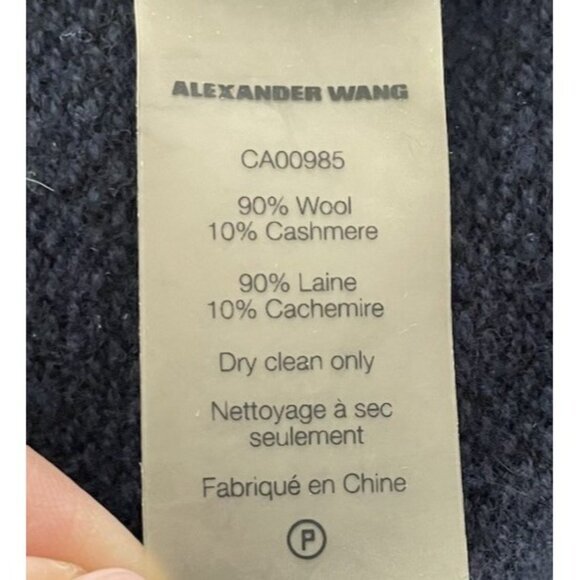 ALEXANDER WANG
CA00985
90% Wool
10% Cashmere
90% Laine
10% Cachemire
Dry clean only
Nettoyage à sec
seulement
Fabriqué en Chine
P